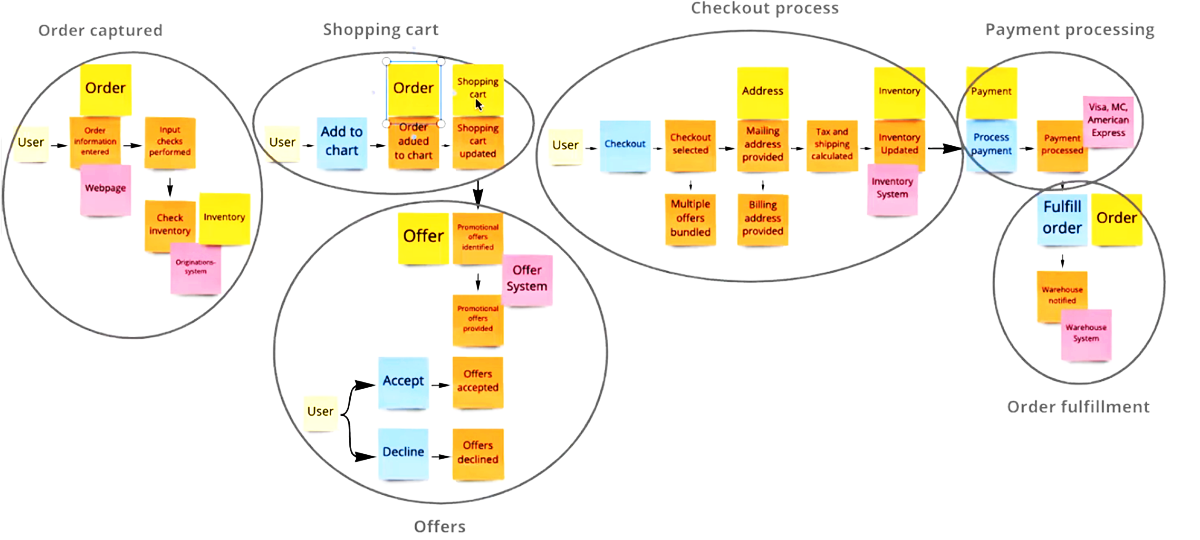 Order captured
Order
User
Order
information
entered
Input
checks
performed
Webpage
Check
inventory
Inventory
Originations-
system
Shopping cart
Order
Shopping
cart
User
Add to
chart
Order
adued
to chart
Shopping
cart
updated
Offer
Promotional
offers
identified
Offer
System
Promotional
offers
provided
User
Accept
Offers
accepted
Decline
Offers
declined
Offers
Checkout process
Address
Inventory
User
Checkout
Checkout
selected
Mailing
address
provided
Tax and
shipping
calculated
Inventory
Updated
Inventory
System
Multiple
offers
bundled
Billing
address
provided
Payment processing
Payment
Visa, MC,
American
Express
Process
payment
Payment
processed
Fulfill
order
Order
Warehouse
notified
Warehouse
System
Order fulfillment